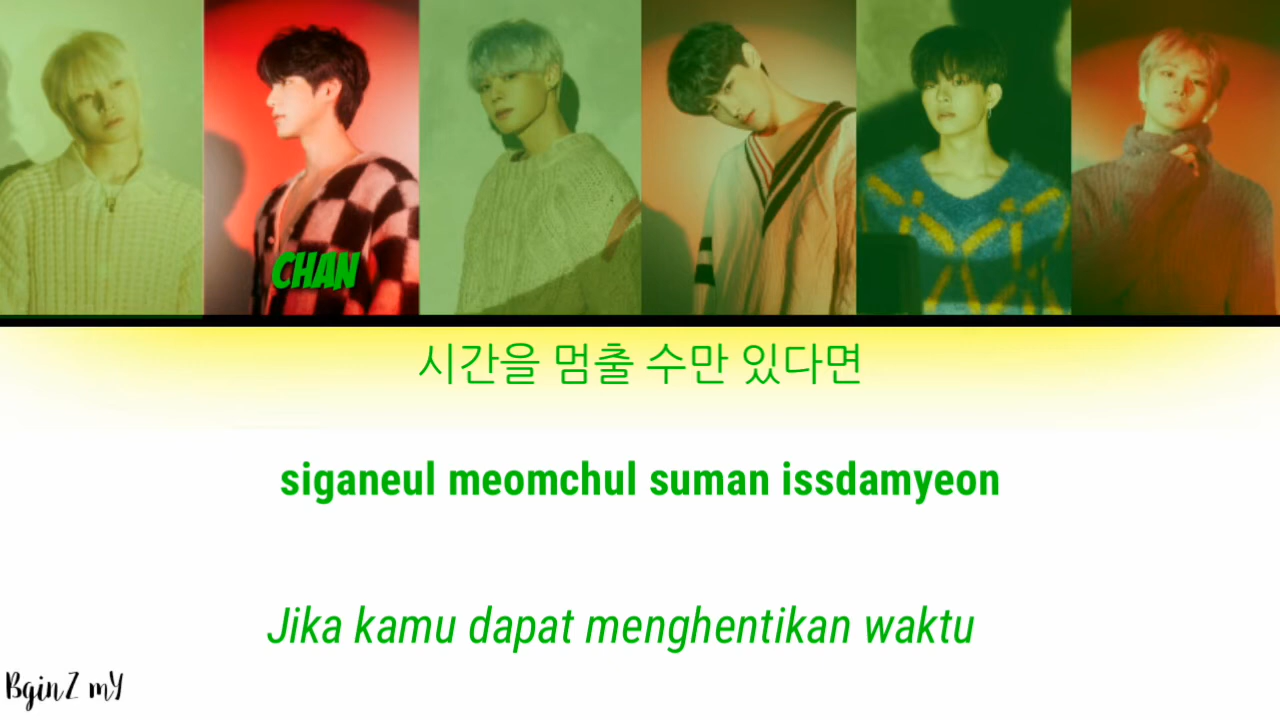 CHAN
시간을 멈출 수만 있다면
siganeul meomchul suman issdamyeon
Jika kamu dapat menghentikan waktu
BginZ mY